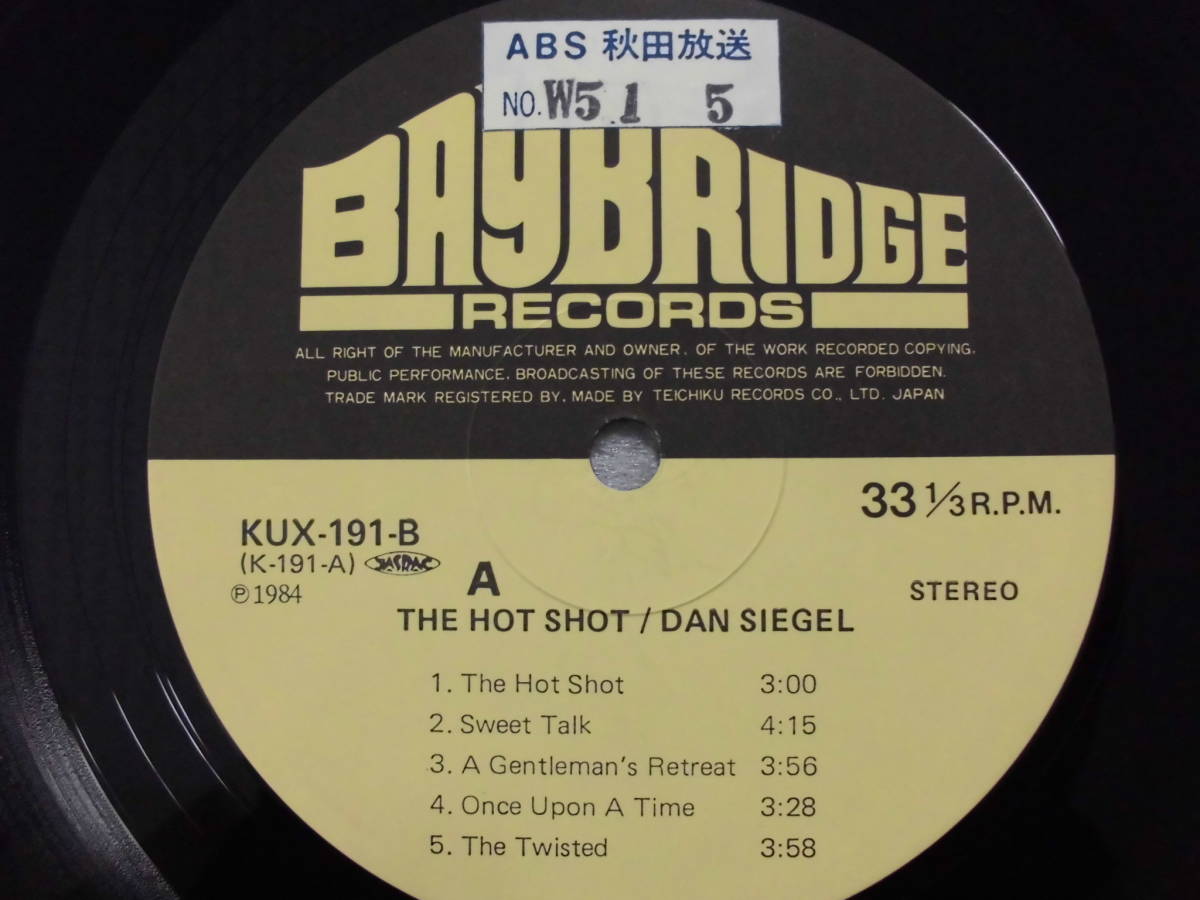 ABS 秋田放送
NO. W5 1 5
BAYBRIDGE
RECORDS
ALL RIGHT OF THE MANUFACTURER AND OWNER. OF THE WORK RECORDED COPYING.
PUBLIC PERFORMANCE. BROADCASTING OF THESE RECORDS ARE FORBIDDEN.
TRADE MARK REGISTERED BY. MADE BY TEICHIKU RECORDS CO., LTD. JAPAN
33 1/3 R.P.M.
KUX-191-B
(K-191-A) JASRAC
℗1984
A
STEREO
THE HOT SHOT / DAN SIEGEL
1. The Hot Shot 3:00
2. Sweet Talk 4:15
3. A Gentleman's Retreat 3:56
4. Once Upon A Time 3:28
5. The Twisted 3:58